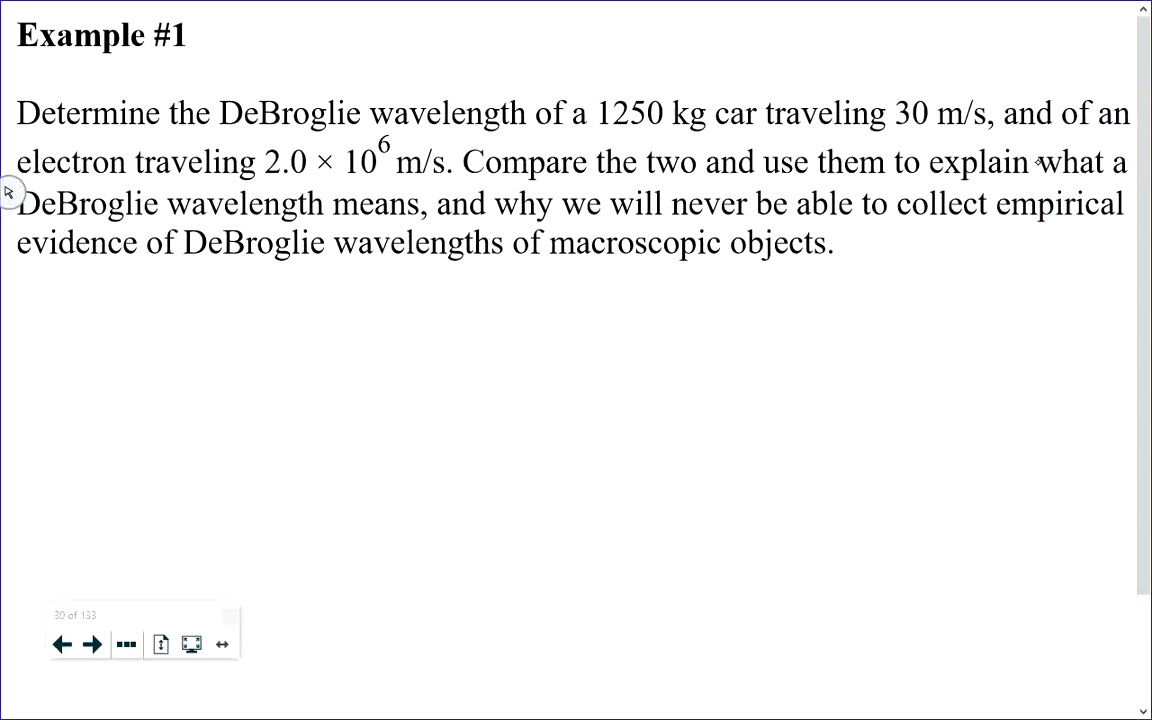 Example #1
Determine the DeBroglie wavelength of a 1250 kg car traveling 30 m/s, and of an
electron traveling 2.0 × 10⁶ m/s. Compare the two and use them to explain what a
DeBroglie wavelength means, and why we will never be able to collect empirical
evidence of DeBroglie wavelengths of macroscopic objects.
30 of 133